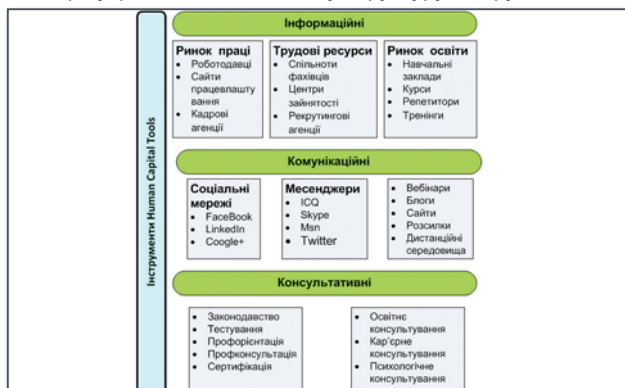 Інструменти Human Capital Tools
Інформаційні
Ринок праці
• Роботодавці
• Сайти
працевлашту
вання
• Кадрові
агенції
Трудові ресурси
• Спільноти
фахівців
• Центри
зайнятості
• Рекрутингові
агенції
Ринок освіти
• Навчальні
заклади
• Курси
• Репетитори
• Тренінги
Комунікаційні
Соціальні
мережі
• FaceBook
• LinkedIn
• Coogle+
Месенджери
• ICQ
• Skype
• Msn
• Twitter
• Вебінари
• Блоги
• Сайти
• Розсилки
• Дистанційні
середовища
Консультативні
• Законодавство
• Тестування
• Профорієнтація
• Профконсультація
• Сертифікація
• Освітнє
консультування
• Кар'єрне
консультування
• Психологічне
консультування